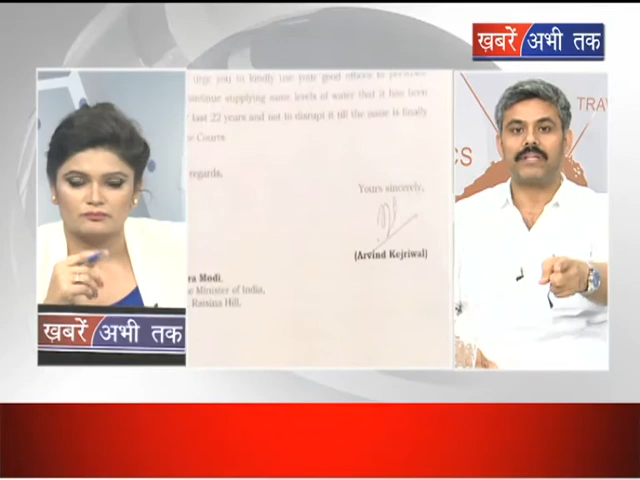 ख़बरें अभी तक
urge you to kindly use your good offices to
continue supplying same levels of water that it has been
last 22 years and not to disrupt it till the issue is finally
Courts.
regards,
Yours sincerely,
(Arvind Kejriwal)
Modi,
Minister of India,
Raisina Hill,
TRAV
CS
ख़बरें अभी तक